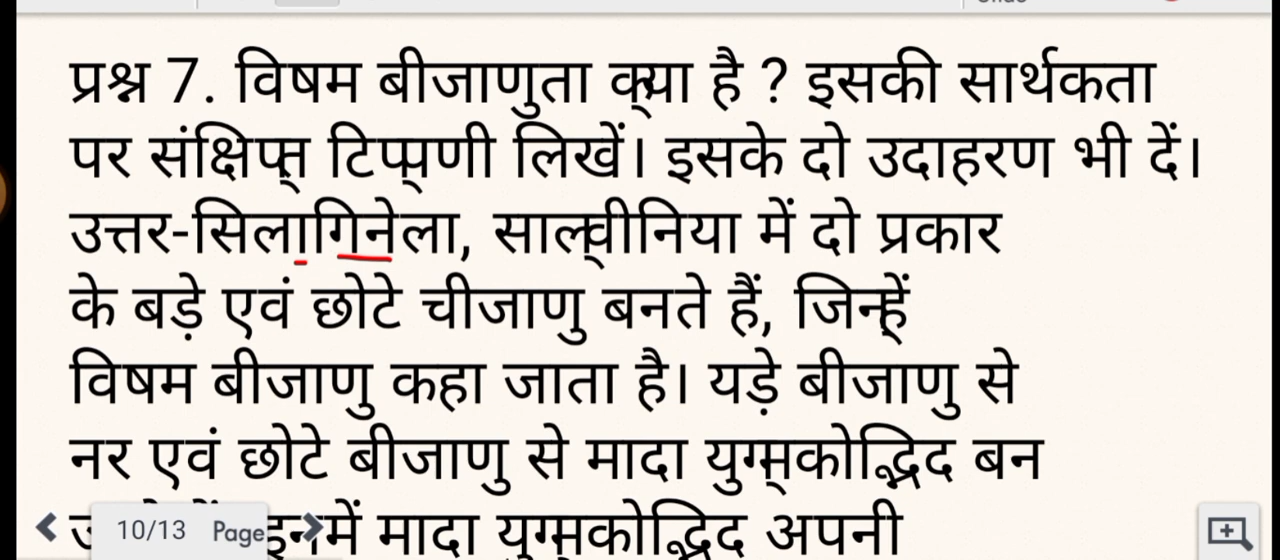 प्रश्न 7. विषम बीजाणुता क्या है ? इसकी सार्थकता
पर संक्षिप्त टिप्पणी लिखें। इसके दो उदाहरण भी दें।
उत्तर-सिलागिनेला, साल्वीनिया में दो प्रकार
के बड़े एवं छोटे चीजाणु बनते हैं, जिन्हें
विषम बीजाणु कहा जाता है। यड़े बीजाणु से
नर एवं छोटे बीजाणु से मादा युग्मकोद्भिद बन
इनमें मादा युग्मकोद्भिद अपनी
10/13 Page